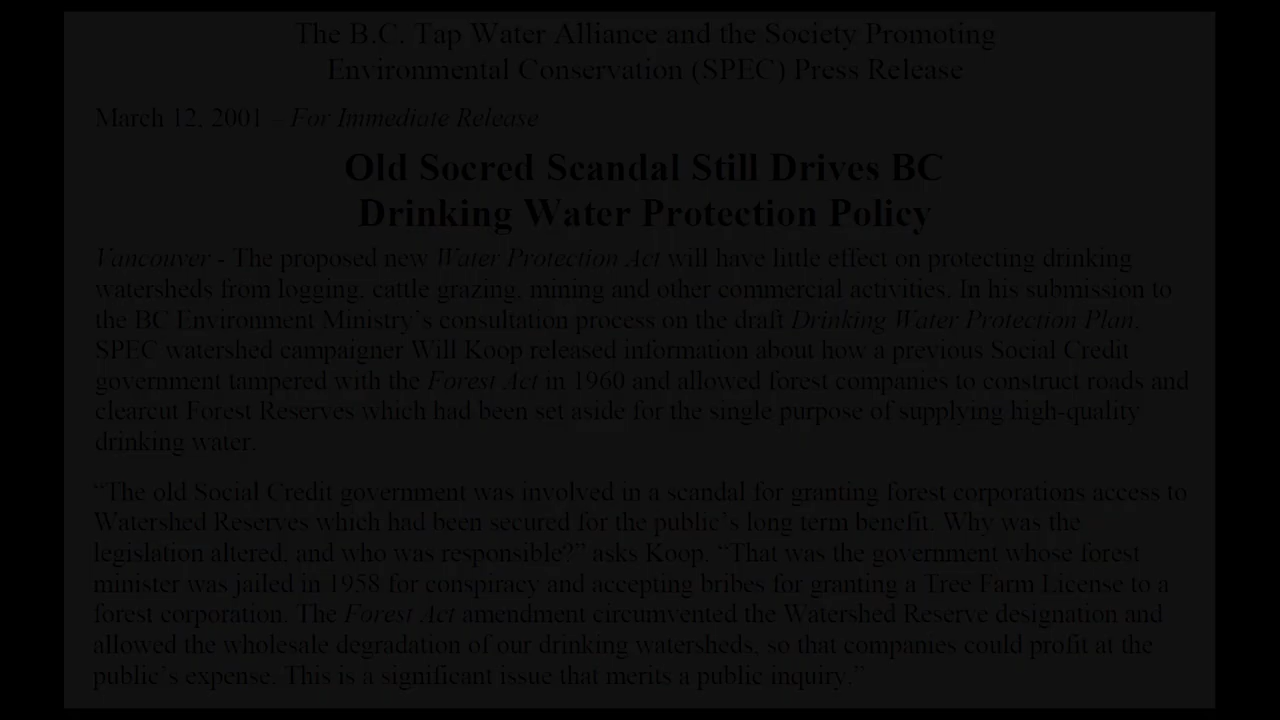 The B.C. Tap Water Alliance and the Society Promoting
Environmental Conservation (SPEC) Press Release
March 12, 2001 – For Immediate Release
Old Socred Scandal Still Drives BC
Drinking Water Protection Policy
Vancouver - The proposed new Water Protection Act will have little effect on protecting drinking
watersheds from logging, cattle grazing, mining and other commercial activities. In his submission to
the BC Environment Ministry's consultation process on the draft Drinking Water Protection Plan,
SPEC watershed campaigner Will Koop released information about how a previous Social Credit
government tampered with the Forest Act in 1960 and allowed forest companies to construct roads and
clearcut Forest Reserves which had been set aside for the single purpose of supplying high-quality
drinking water.
“The old Social Credit government was involved in a scandal for granting forest corporations access to
Watershed Reserves which had been secured for the public’s long term benefit. Why was the
legislation altered, and who was responsible?” asks Koop. “That was the government whose forest
minister was jailed in 1958 for conspiracy and accepting bribes for granting a Tree Farm License to a
forest corporation. The Forest Act amendment circumvented the Watershed Reserve designation and
allowed the wholesale degradation of our drinking watersheds, so that companies could profit at the
public’s expense. This is a significant issue that merits a public inquiry.”